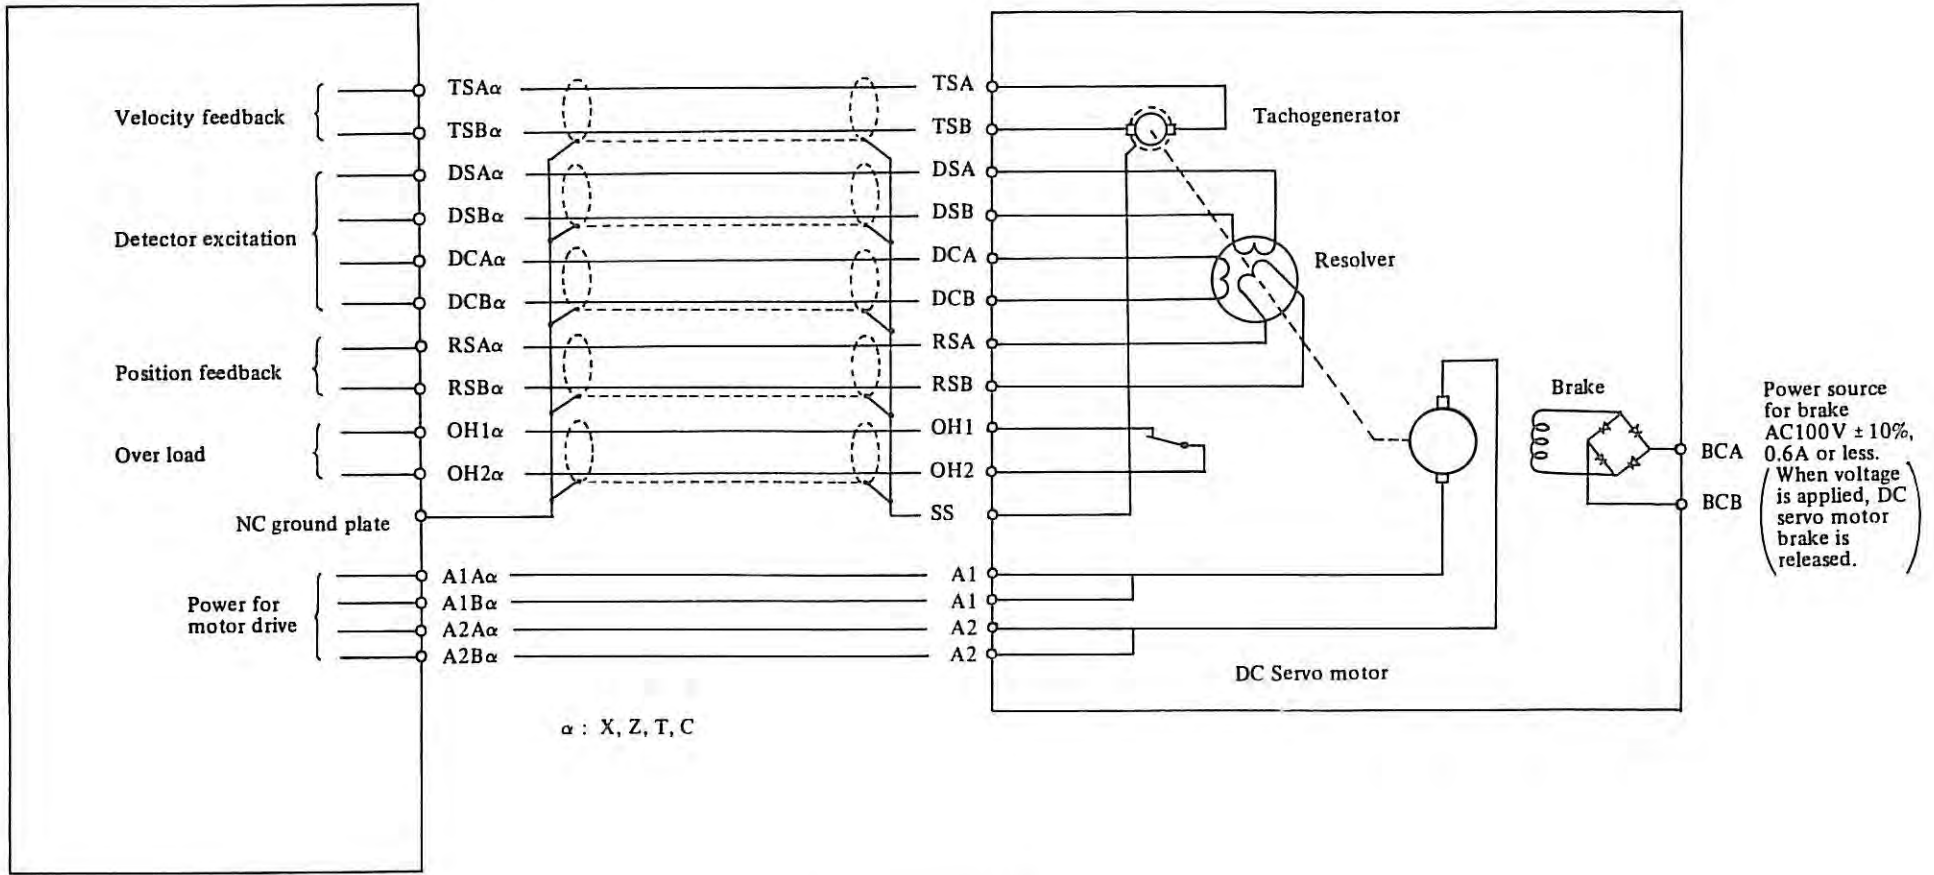 Velocity feedback
Detector excitation
Position feedback
Over load
NC ground plate
Power for
motor drive
TSAα
TSBα
DSAα
DSBα
DCAα
DCBα
RSAα
RSBα
OH1α
OH2α
A1Aα
A1Bα
A2Aα
A2Bα
α : X, Z, T, C
TSA
TSB
DSA
DSB
DCA
DCB
RSA
RSB
OH1
OH2
SS
A1
A1
A2
A2
Tachogenerator
Resolver
Brake
DC Servo motor
BCA
BCB
Power source
for brake
AC100V ± 10%,
0.6A or less.
(When voltage
is applied, DC
servo motor
brake is
released.)